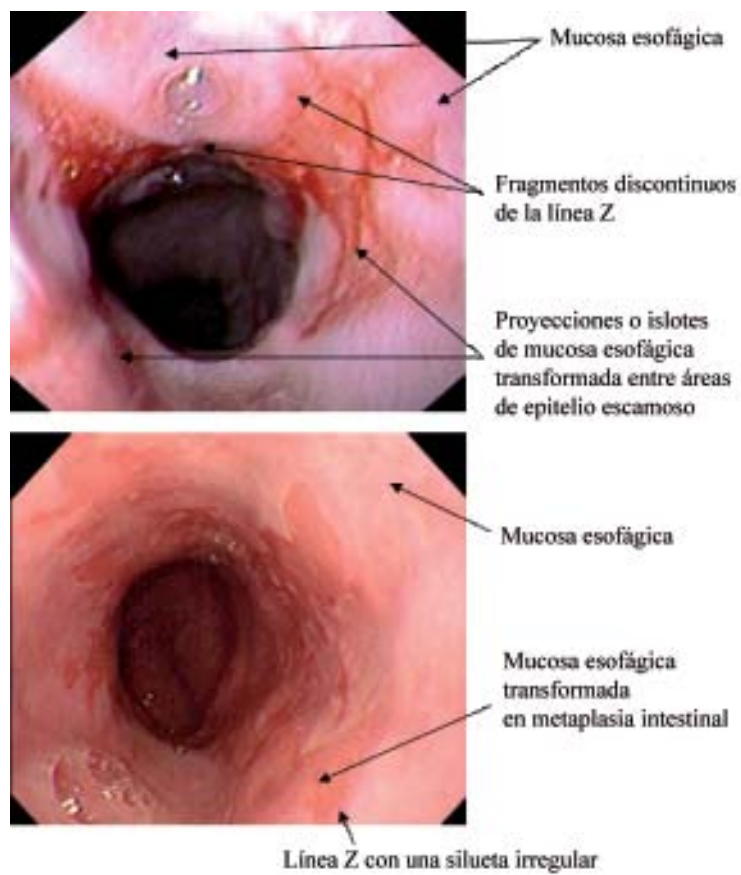 Mucosa esofágica
Fragmentos discontinuos
de la línea Z
Proyecciones o islotes
de mucosa esofágica
transformada entre áreas
de epitelio escamoso
Mucosa esofágica
Mucosa esofágica
transformada
en metaplasia intestinal
Línea Z con una silueta irregular